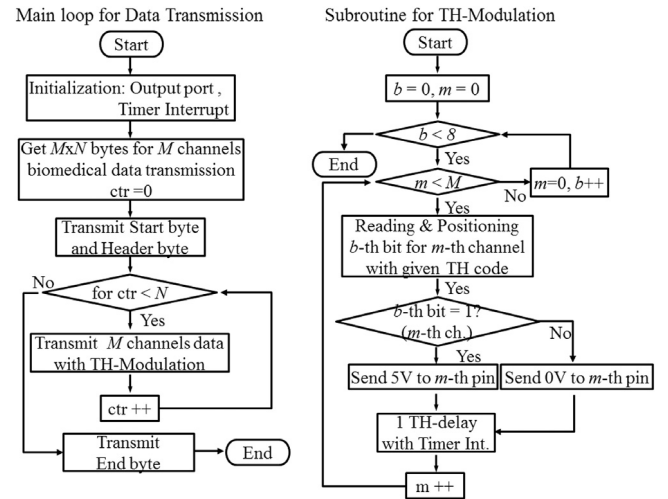 Main loop for Data Transmission
Start
Initialization: Output port ,
Timer Interrupt
Get MxN bytes for M channels
biomedical data transmission
ctr =0
Transmit Start byte
and Header byte
No
for ctr < N
Yes
Transmit M channels data
with TH-Modulation
ctr ++
Transmit
End byte
End
Subroutine for TH-Modulation
Start
b = 0, m = 0
b < 8
End
Yes
m < M
No
m=0, b++
Yes
Reading & Positioning
b-th bit for m-th channel
with given TH code
Yes
b-th bit = 1?
(m-th ch.)
No
Yes
Send 5V to m-th pin
Send 0V to m-th pin
1 TH-delay
with Timer Int.
m ++